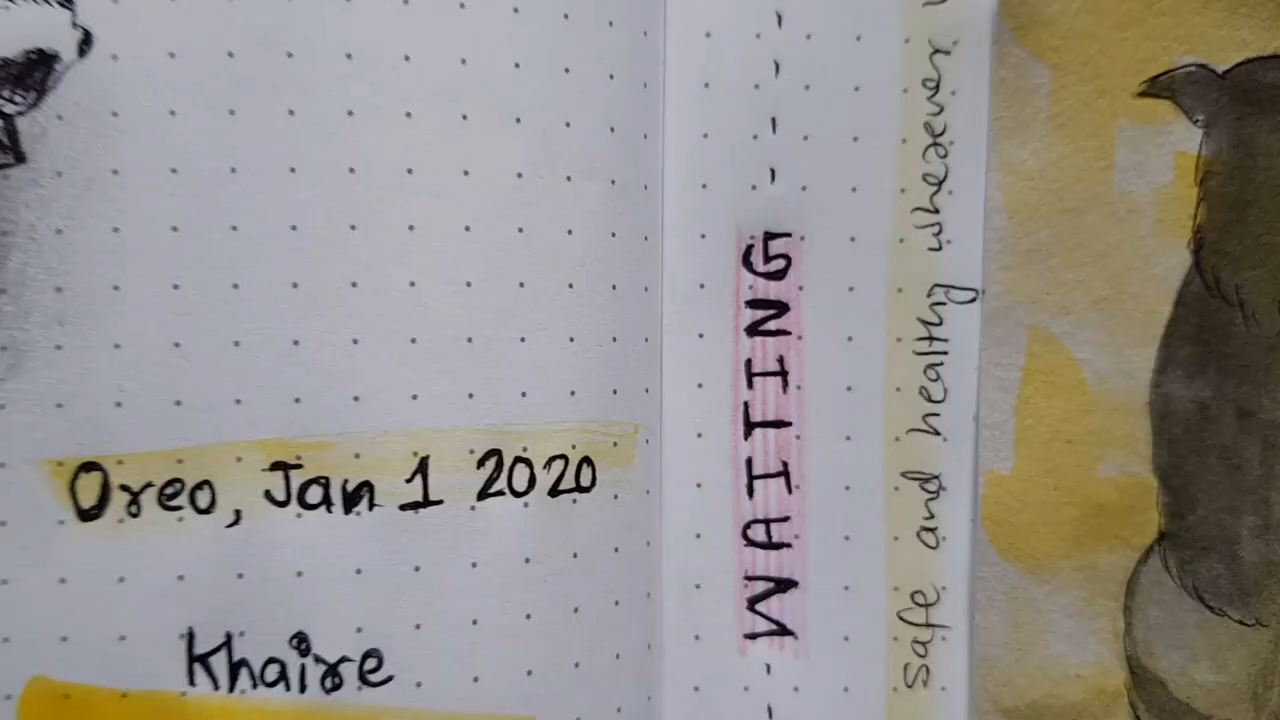 Oreo, Jan 1 2020
Khaire
- - WAITING - - - -
safe and healthy wherever